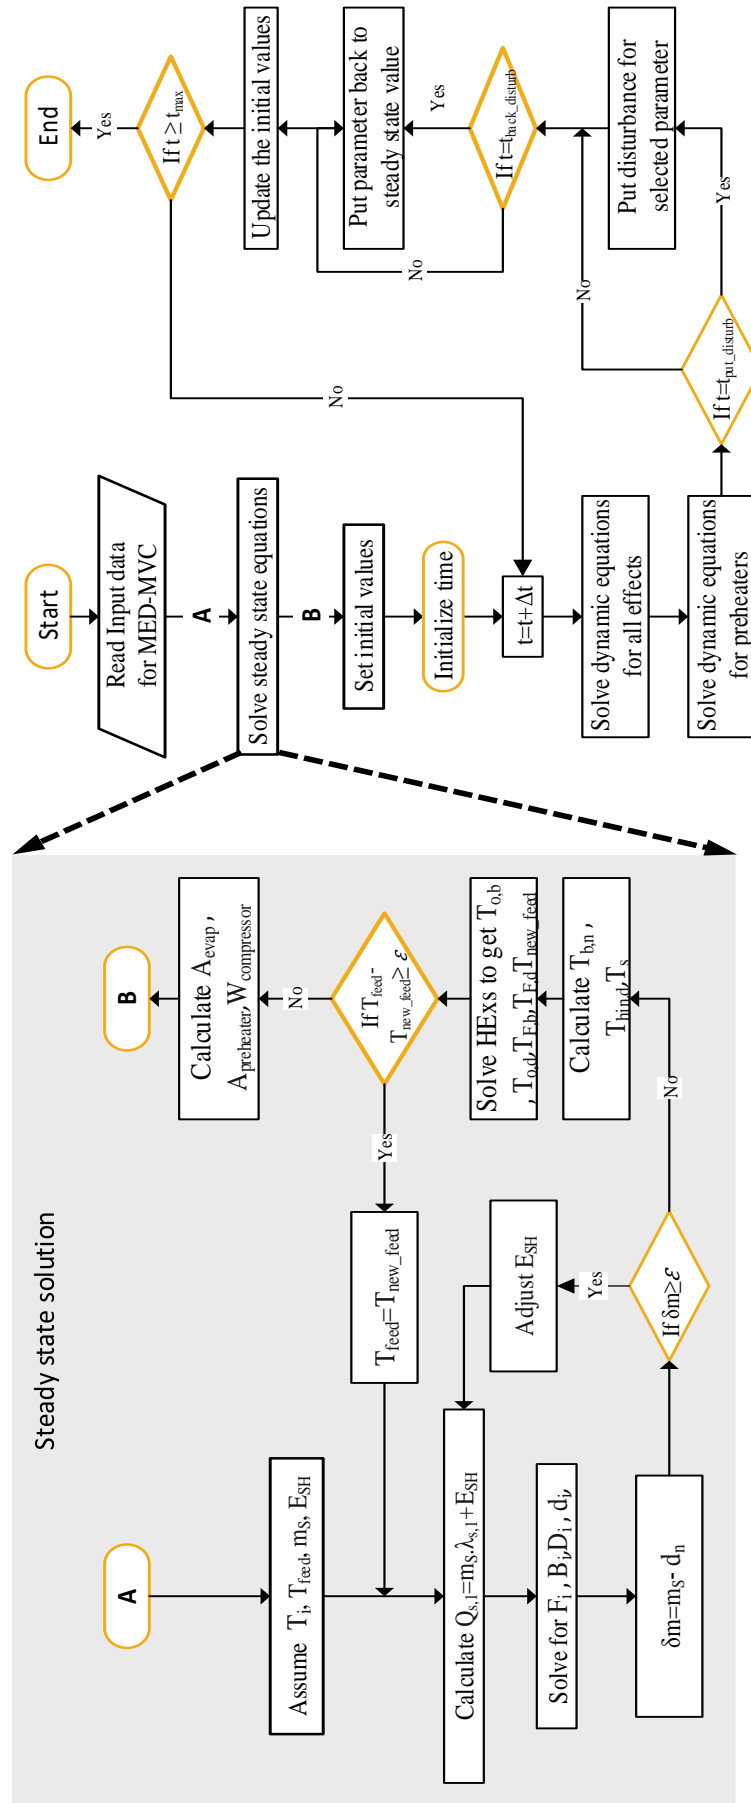 Steady state solution
A
Assume T_i, T_feed, m_S, E_SH
Calculate Q_s,1=m_S.λ_s,1+E_SH
Solve for F_i , B_i,D_i , d_i,
δm=m_S- d_n
If δm≥ℰ
Yes
No
Adjust E_SH
Calculate T_b,n ,
T_hin,d,T_s
Solve HExs to get T_o,b
, T_o,d,T_F,b,T_F,d T_new_feed
If T_feed-
T_new_feed≥ ℰ
Yes
No
T_feed=T_new_feed
Calculate A_evap ,
A_preheater, W_compressor
B
Start
Read Input data
for MED-MVC
A
Solve steady state equations
B
Set initial values
Initialize time
t=t+Δt
Solve dynamic equations
for all effects
Solve dynamic equations
for preheaters
If t=t_put_disturb
No
Yes
Put disturbance for
selected parameter
If t=t_back_disturb
Yes
No
Put parameter back to
steady state value
Update the initial values
If t ≥ t_max
No
Yes
End